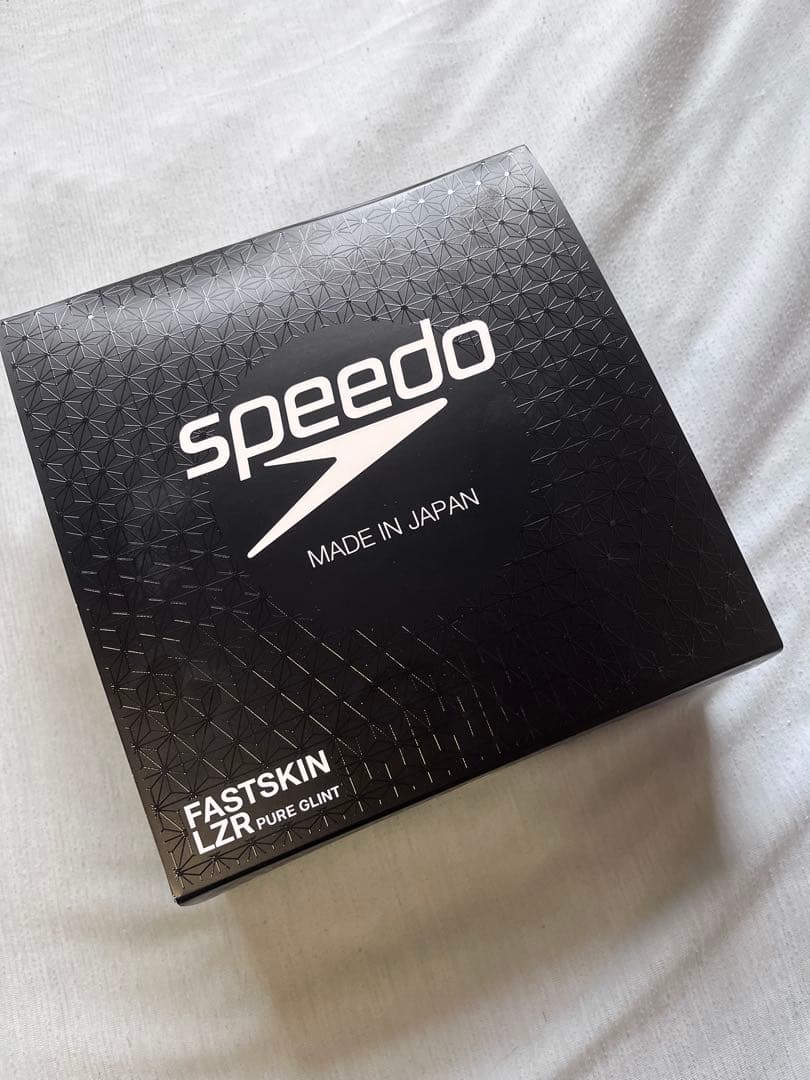 speedo
MADE IN JAPAN
FASTSKIN
LZR PURE GLINT